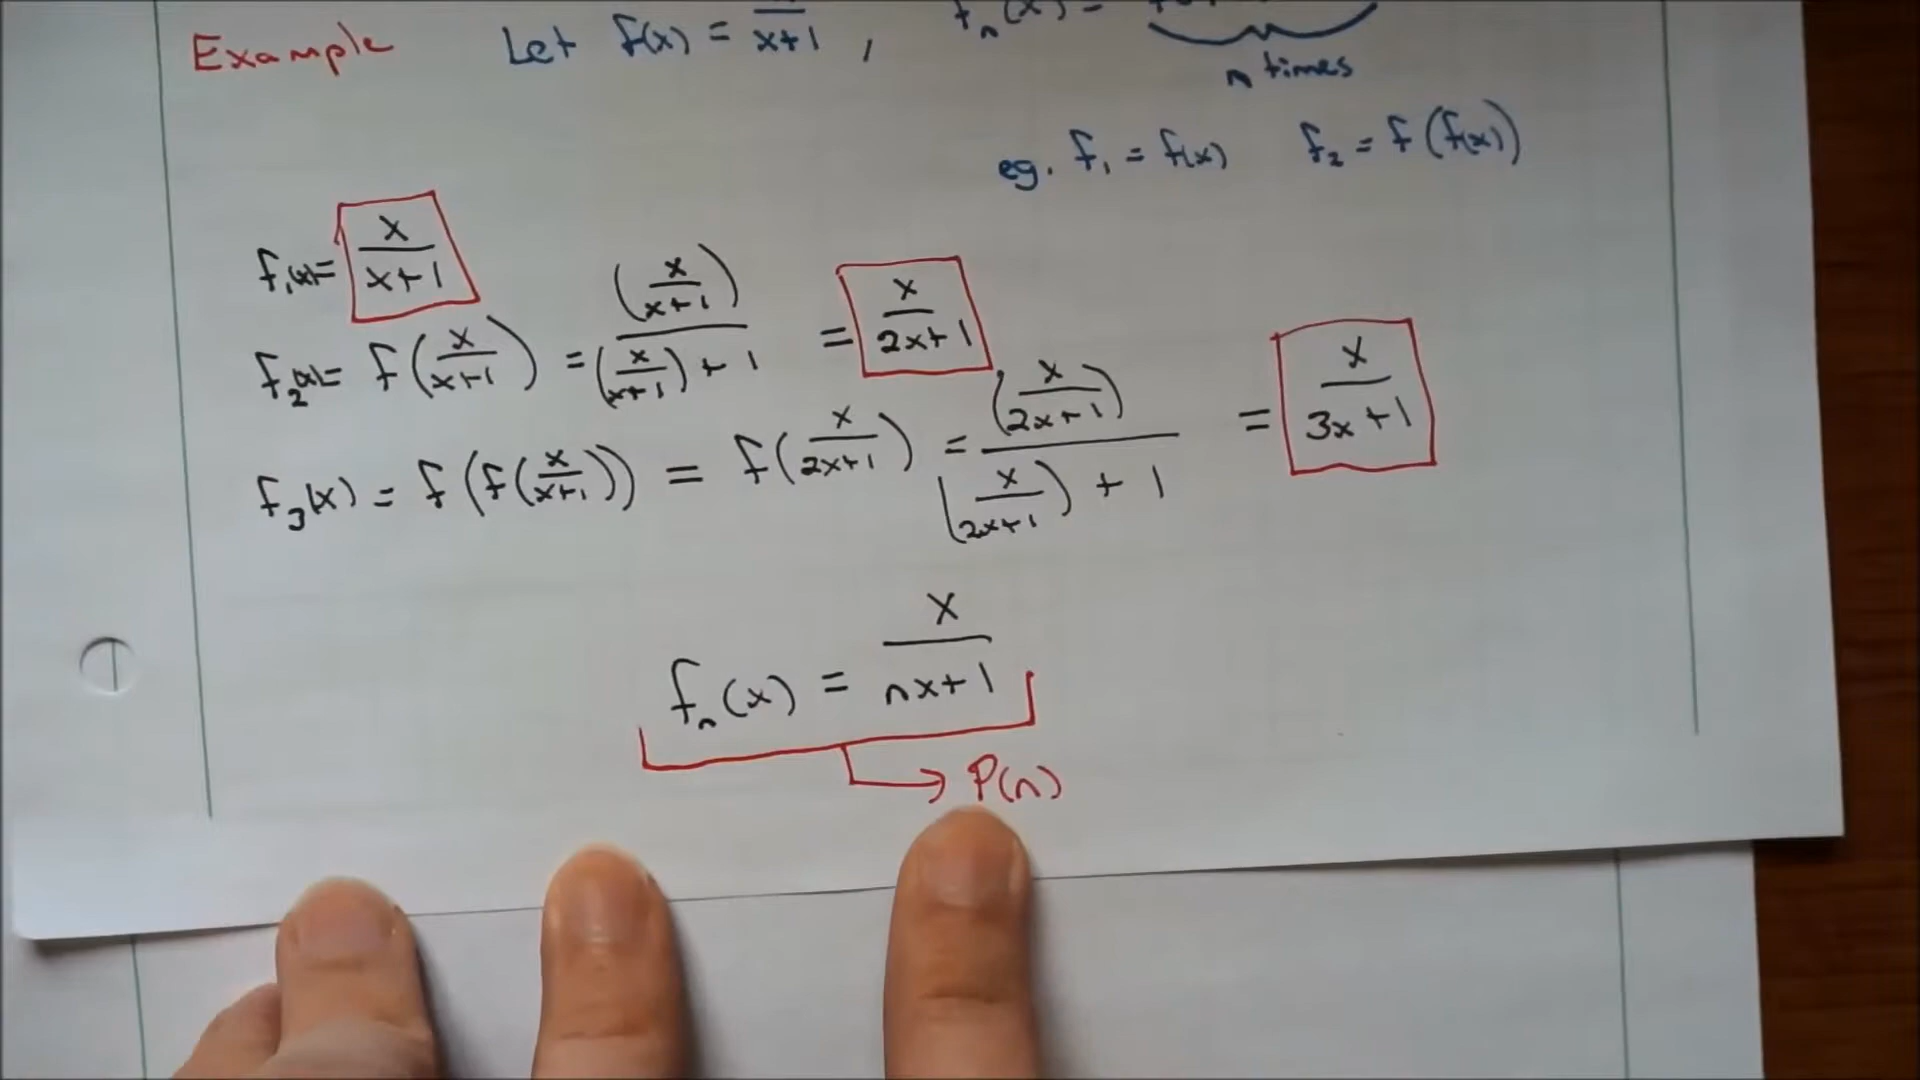 Example Let f(x) = x/x+1 , fₙ(x) =
n times
eg. f₁ = f(x) f₂ = f(f(x))
f₁(x) = x/x+1
f₂(x) = f(x/x+1) = (x/x+1)/(x/x+1) + 1 = x/2x+1
f₃(x) = f(f(x/x+1)) = f(x/2x+1) = (x/2x+1)/(x/2x+1) + 1 = x/3x+1
fₙ(x) = x/nx+1
→ P(n)